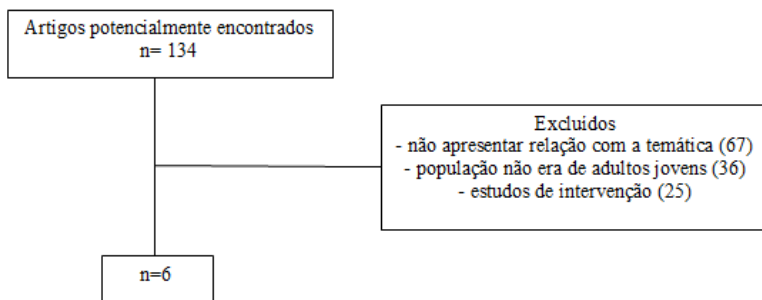 Artigos potencialmente encontrados
n= 134
Excluidos
- não apresentar relação com a temática (67)
- população não era de adultos jovens (36)
- estudos de intervenção (25)
n=6